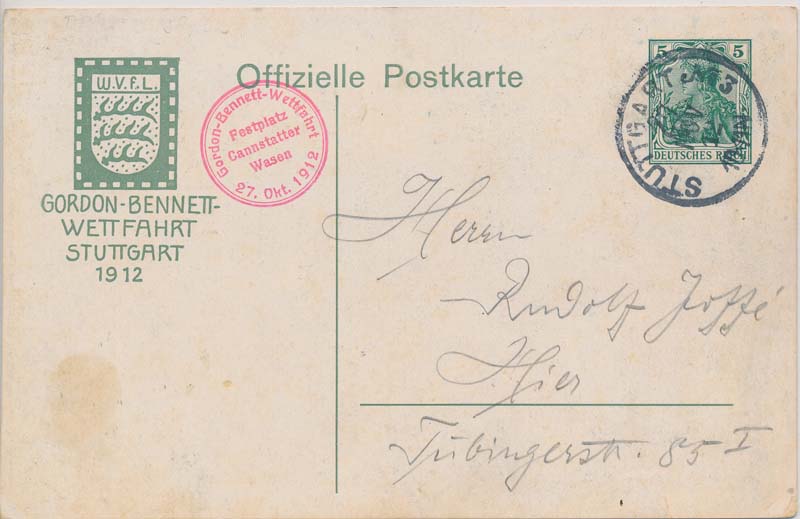 Offizielle Postkarte
W.V.f.L.
GORDON-BENNETT-
WETTFAHRT
STUTTGART
1912
Gordon-Bennett-Wettfahrt
Festplatz
Cannstatter
Wasen
27. Okt. 1912
5 5
DEUTSCHES REICH
STUTTGART
Herrn
Rudolf Joffé
Hier
Tübingerstr. 85 I